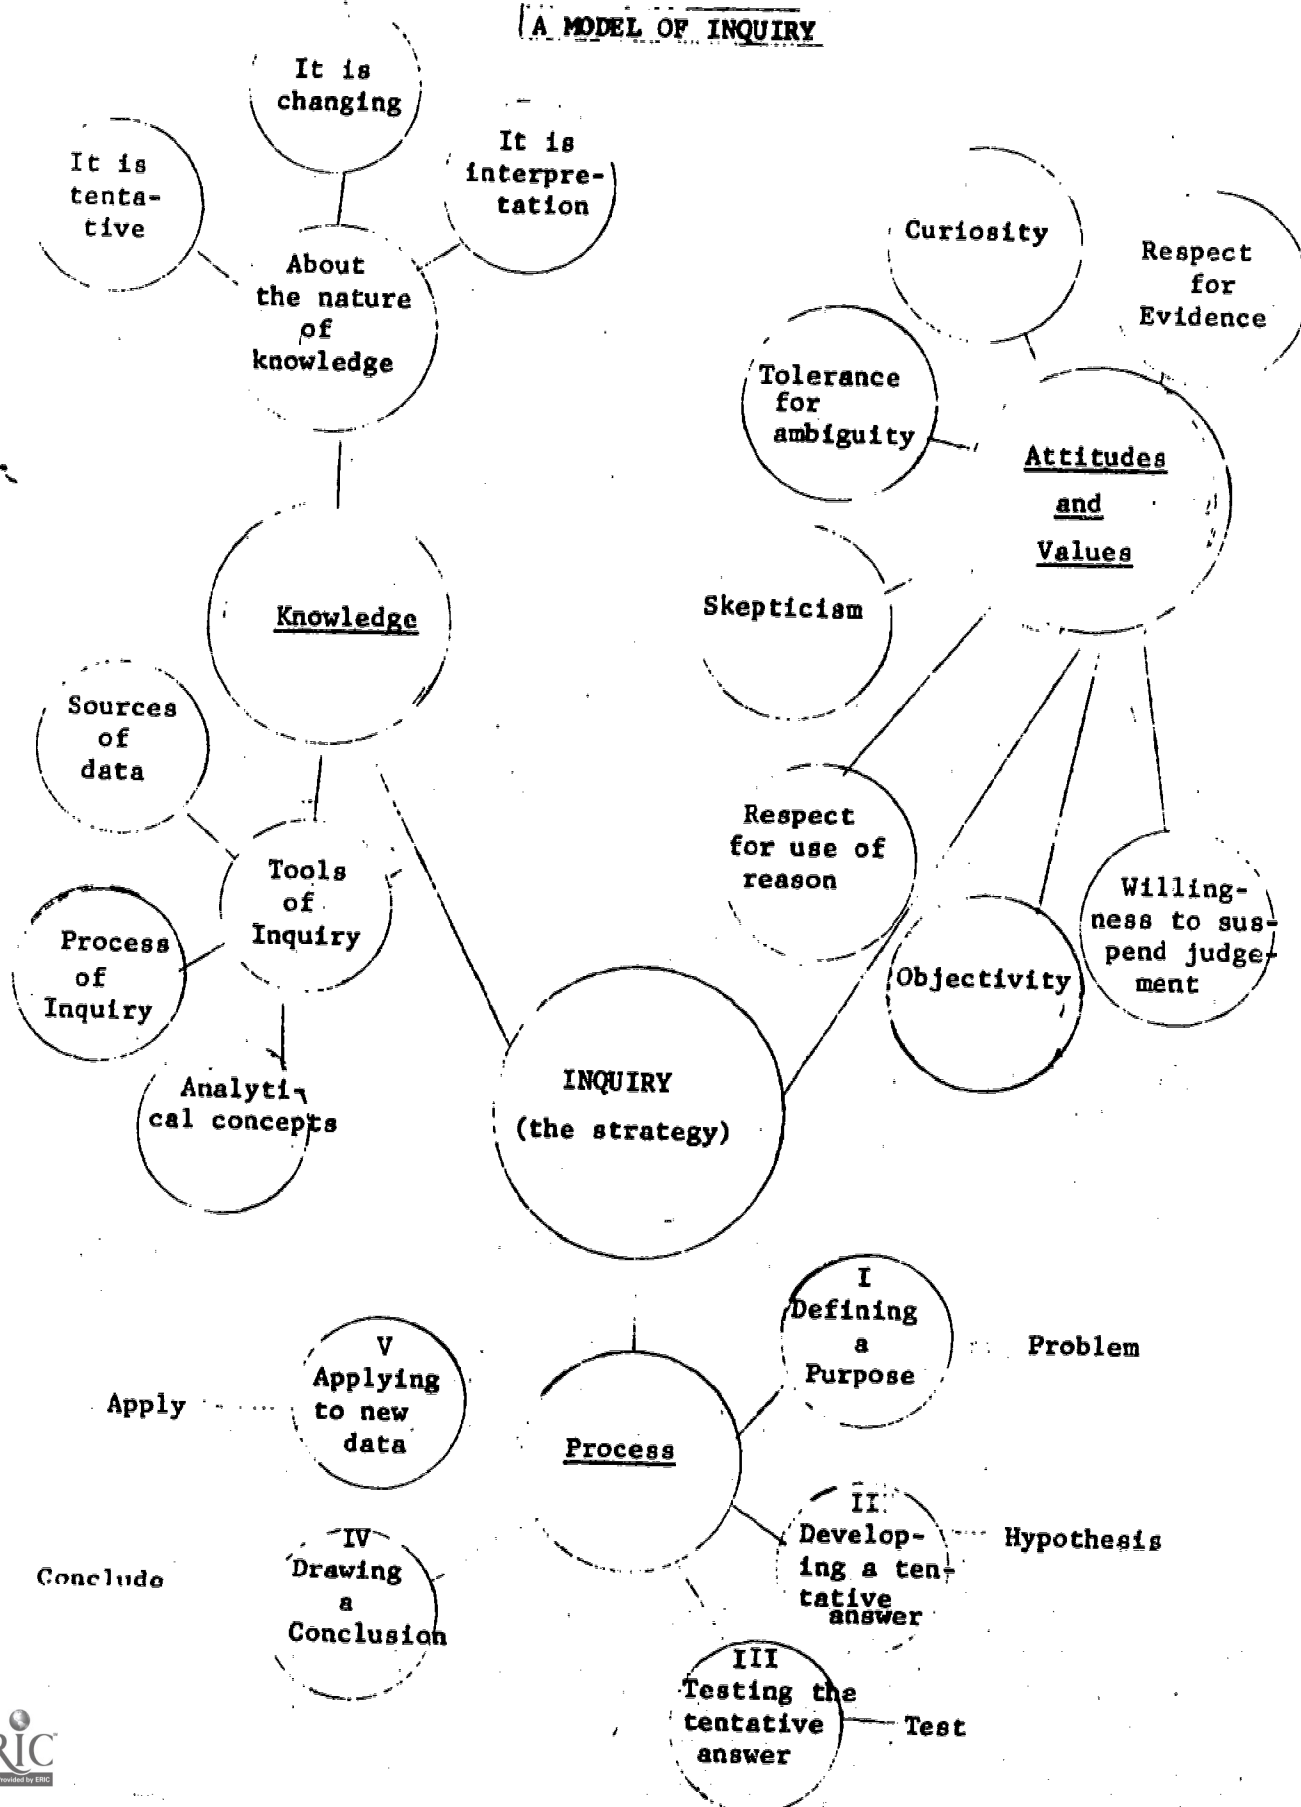 A MODEL OF INQUIRY
It is
changing
It is
interpre-
tation
It is
tenta-
tive
About
the nature
of
knowledge
Curiosity
Respect
for
Evidence
Tolerance
for
ambiguity
Attitudes
and
Values
Knowledge
Skepticism
Sources
of
data
Respect
for use of
reason
Tools
of
Inquiry
Willing-
ness to sus-
pend judge-
ment
Process
of
Inquiry
Objectivity
Analyti-
cal concepts
INQUIRY
(the strategy)
I
Defining
a
Purpose
Problem
V
Applying
to new
data
Apply
Process
II
Develop-
ing a ten-
tative
answer
Hypothesis
IV
Drawing
a
Conclusion
Conclude
III
Testing the
tentative
answer
Test
RIC
Provided by ERIC